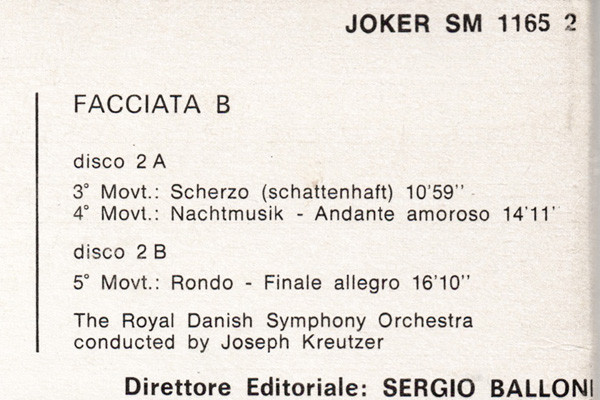 JOKER SM 1165 2
FACCIATA B
disco 2 A
3° Movt.: Scherzo (schattenhaft) 10'59''
4° Movt.: Nachtmusik - Andante amoroso 14'11'
disco 2 B
5° Movt.: Rondo - Finale allegro 16'10''
The Royal Danish Symphony Orchestra
conducted by Joseph Kreutzer
Direttore Editoriale: SERGIO BALLONI